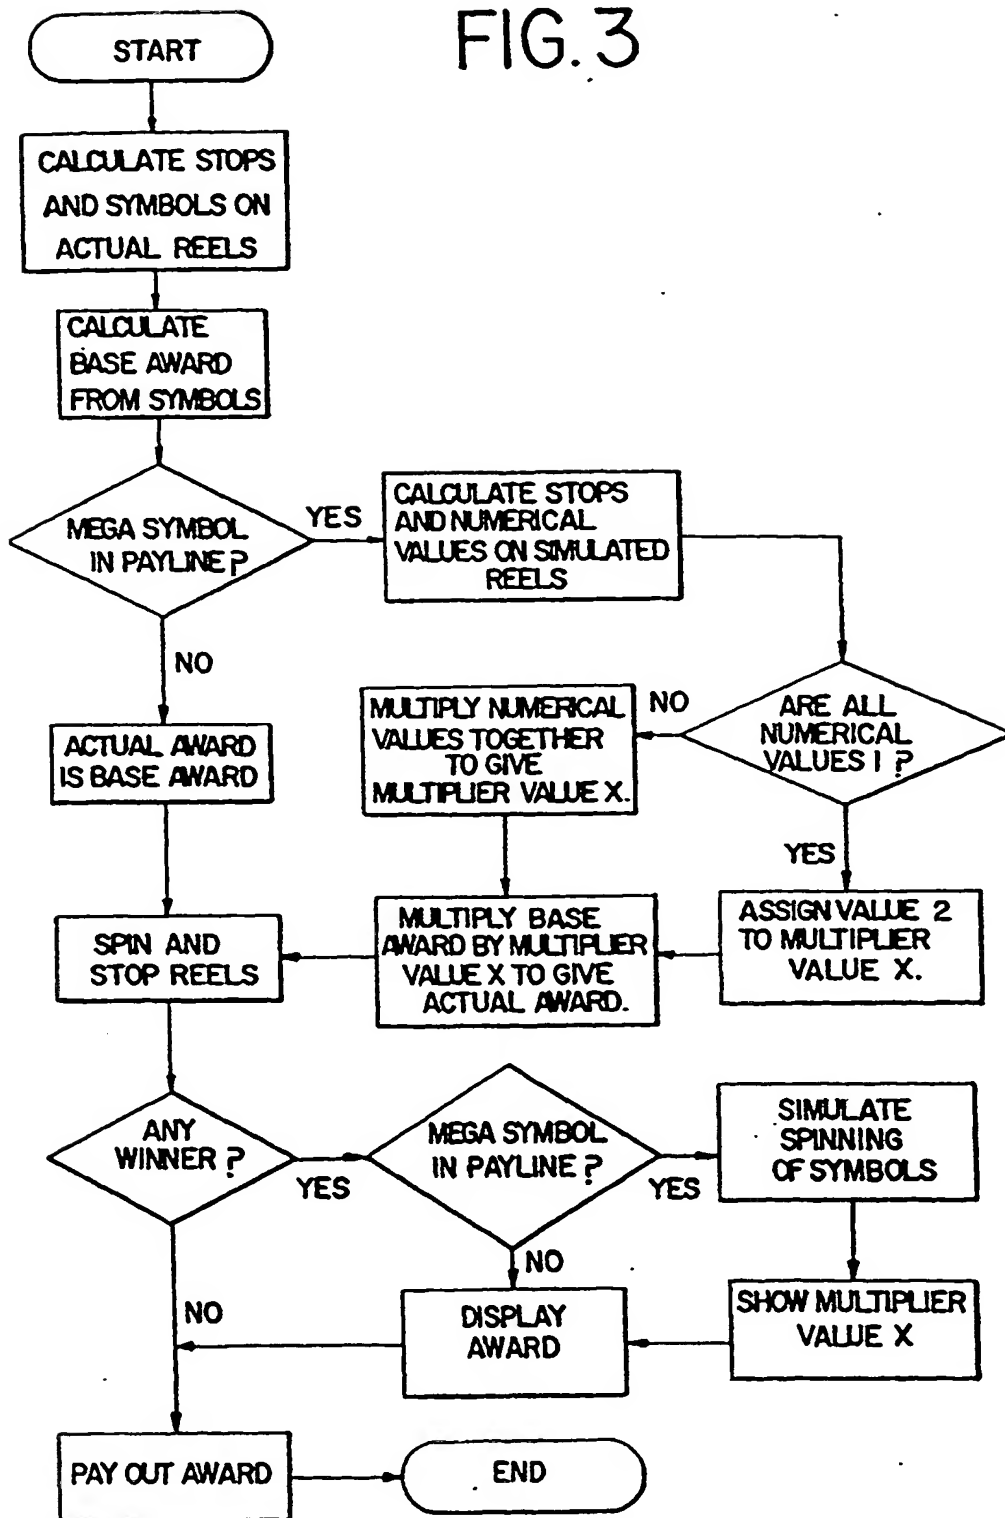 FIG. 3
START
CALCULATE STOPS
AND SYMBOLS ON
ACTUAL REELS
CALCULATE
BASE AWARD
FROM SYMBOLS
MEGA SYMBOL
IN PAYLINE?
YES
CALCULATE STOPS
AND NUMERICAL
VALUES ON SIMULATED
REELS
NO
ARE ALL
NUMERICAL
VALUES 1?
NO
MULTIPLY NUMERICAL
VALUES TOGETHER
TO GIVE
MULTIPLIER VALUE X.
ACTUAL AWARD
IS BASE AWARD
YES
ASSIGN VALUE 2
TO MULTIPLIER
VALUE X.
MULTIPLY BASE
AWARD BY MULTIPLIER
VALUE X TO GIVE
ACTUAL AWARD.
SPIN AND
STOP REELS
ANY
WINNER?
YES
MEGA SYMBOL
IN PAYLINE?
YES
SIMULATE
SPINNING
OF SYMBOLS
NO
NO
DISPLAY
AWARD
SHOW MULTIPLIER
VALUE X
PAY OUT AWARD
END